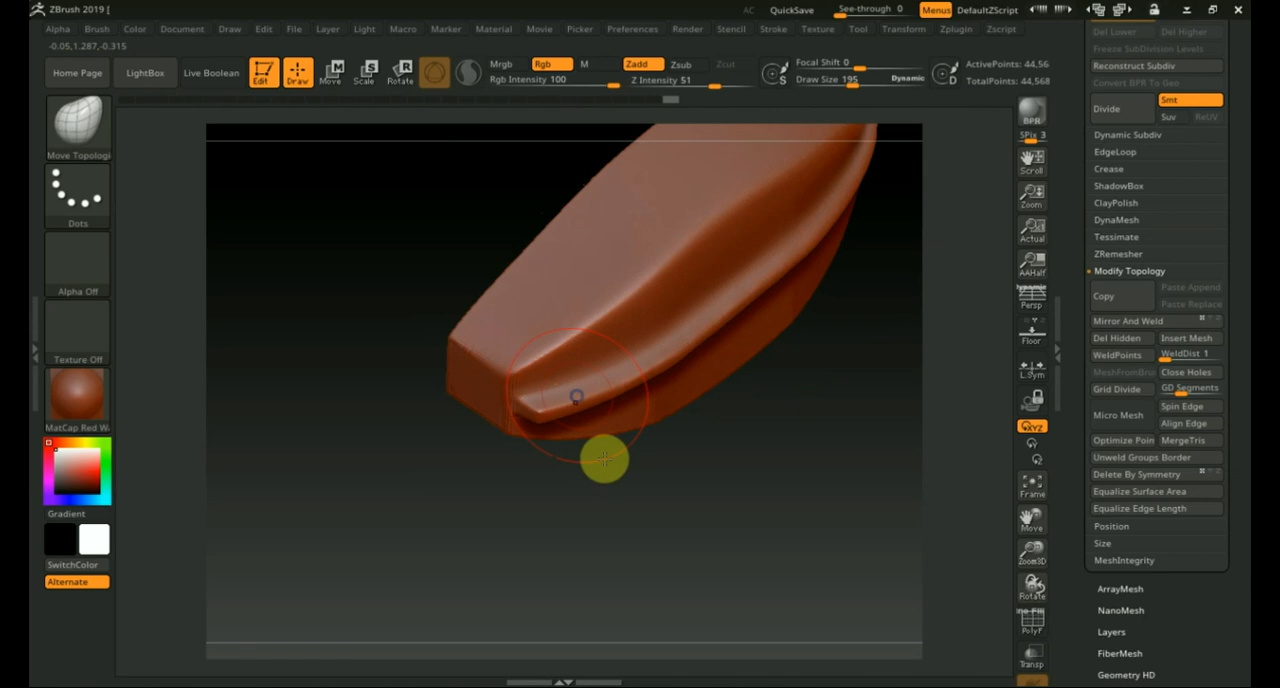 ZBrush 2019 [
AC QuickSave See-through 0 Menus DefaultZScript
Alpha Brush Color Document Draw Edit File Layer Light Macro Marker Material Movie Picker Preferences Render Stencil Stroke Texture Tool Transform Zplugin Zscript
-0.05,1.287,-0.315
Home Page LightBox Live Boolean Edit Draw Move Scale Rotate
Mrgb Rgb M Zadd Zsub Zcut
Rgb Intensity 100 Z Intensity 51
Focal Shift 0
Draw Size 195 Dynamic
S
D
ActivePoints: 44,56
TotalPoints: 44,568
Move Topologi
Dots
Alpha Off
Texture Off
MatCap Red W
Gradient
SwitchColor
Alternate
BPR
SPix 3
Scroll
Zoom
Actual
AAHalf
Dynamic
Persp
Floor
L.Sym
XYZ
Frame
Move
Zoom3D
Rotate
PolyF
Transp
Del Lower Del Higher
Freeze SubDivision Levels
Reconstruct Subdiv
Convert BPR To Geo
Divide Smt
Suv ReUV
Dynamic Subdiv
EdgeLoop
Crease
ShadowBox
ClayPolish
DynaMesh
Tessimate
ZRemesher
Modify Topology
Copy Paste Append
Paste Replace
Mirror And Weld
Del Hidden Insert Mesh
WeldPoints WeldDist 1
MeshFromBru Close Holes
Grid Divide GD Segments
Micro Mesh Spin Edge
Align Edge
Optimize Poin MergeTris
Unweld Groups Border
Delete By Symmetry
Equalize Surface Area
Equalize Edge Length
Position
Size
MeshIntegrity
ArrayMesh
NanoMesh
Layers
FiberMesh
Geometry HD